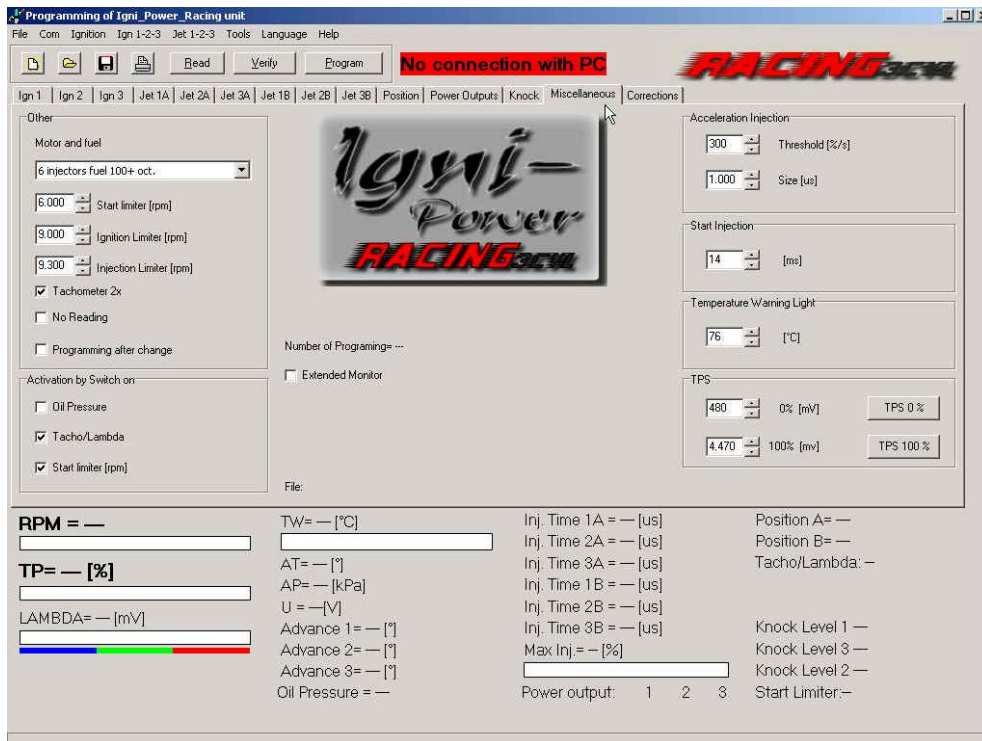 Programming of Igni_Power_Racing unit
File Com Ignition Ign 1-2-3 Jet 1-2-3 Tools Language Help
Read Verify Program No connection with PC RACING3CYL
Ign 1 Ign 2 Ign 3 Jet 1A Jet 2A Jet 3A Jet 1B Jet 2B Jet 3B Position Power Outputs Knock Miscellaneous Corrections
Other
Motor and fuel
6 injectors fuel 100+ oct.
6.000 Start limiter [rpm]
9.000 Ignition Limiter [rpm]
9.300 Injection Limiter [rpm]
Tachometer 2x
No Reading
Programming after change
Activation by Switch on
Oil Pressure
Tacho/Lambda
Start limiter [rpm]
Igni-
Power
RACING3CYL
Number of Programing= ---
Extended Monitor
File:
Acceleration Injection
300 Threshold [%/s]
1.000 Size [us]
Start Injection
14 [ms]
Temperature Warning Light
76 [°C]
TPS
480 0% [mV] TPS 0 %
4.470 100% [mv] TPS 100 %
RPM = —
TP= — [%]
LAMBDA= — [mV]
TW= — [°C]
AT= — [°]
AP= — [kPa]
U = —[V]
Advance 1= — [°]
Advance 2= — [°]
Advance 3= — [°]
Oil Pressure = —
Inj. Time 1A = — [us]
Inj. Time 2A = — [us]
Inj. Time 3A = — [us]
Inj. Time 1B = — [us]
Inj. Time 2B = — [us]
Inj. Time 3B = — [us]
Max Inj.= – [%]
Power output: 1 2 3
Position A= —
Position B= —
Tacho/Lambda: –
Knock Level 1 —
Knock Level 3 —
Knock Level 2 —
Start Limiter:–